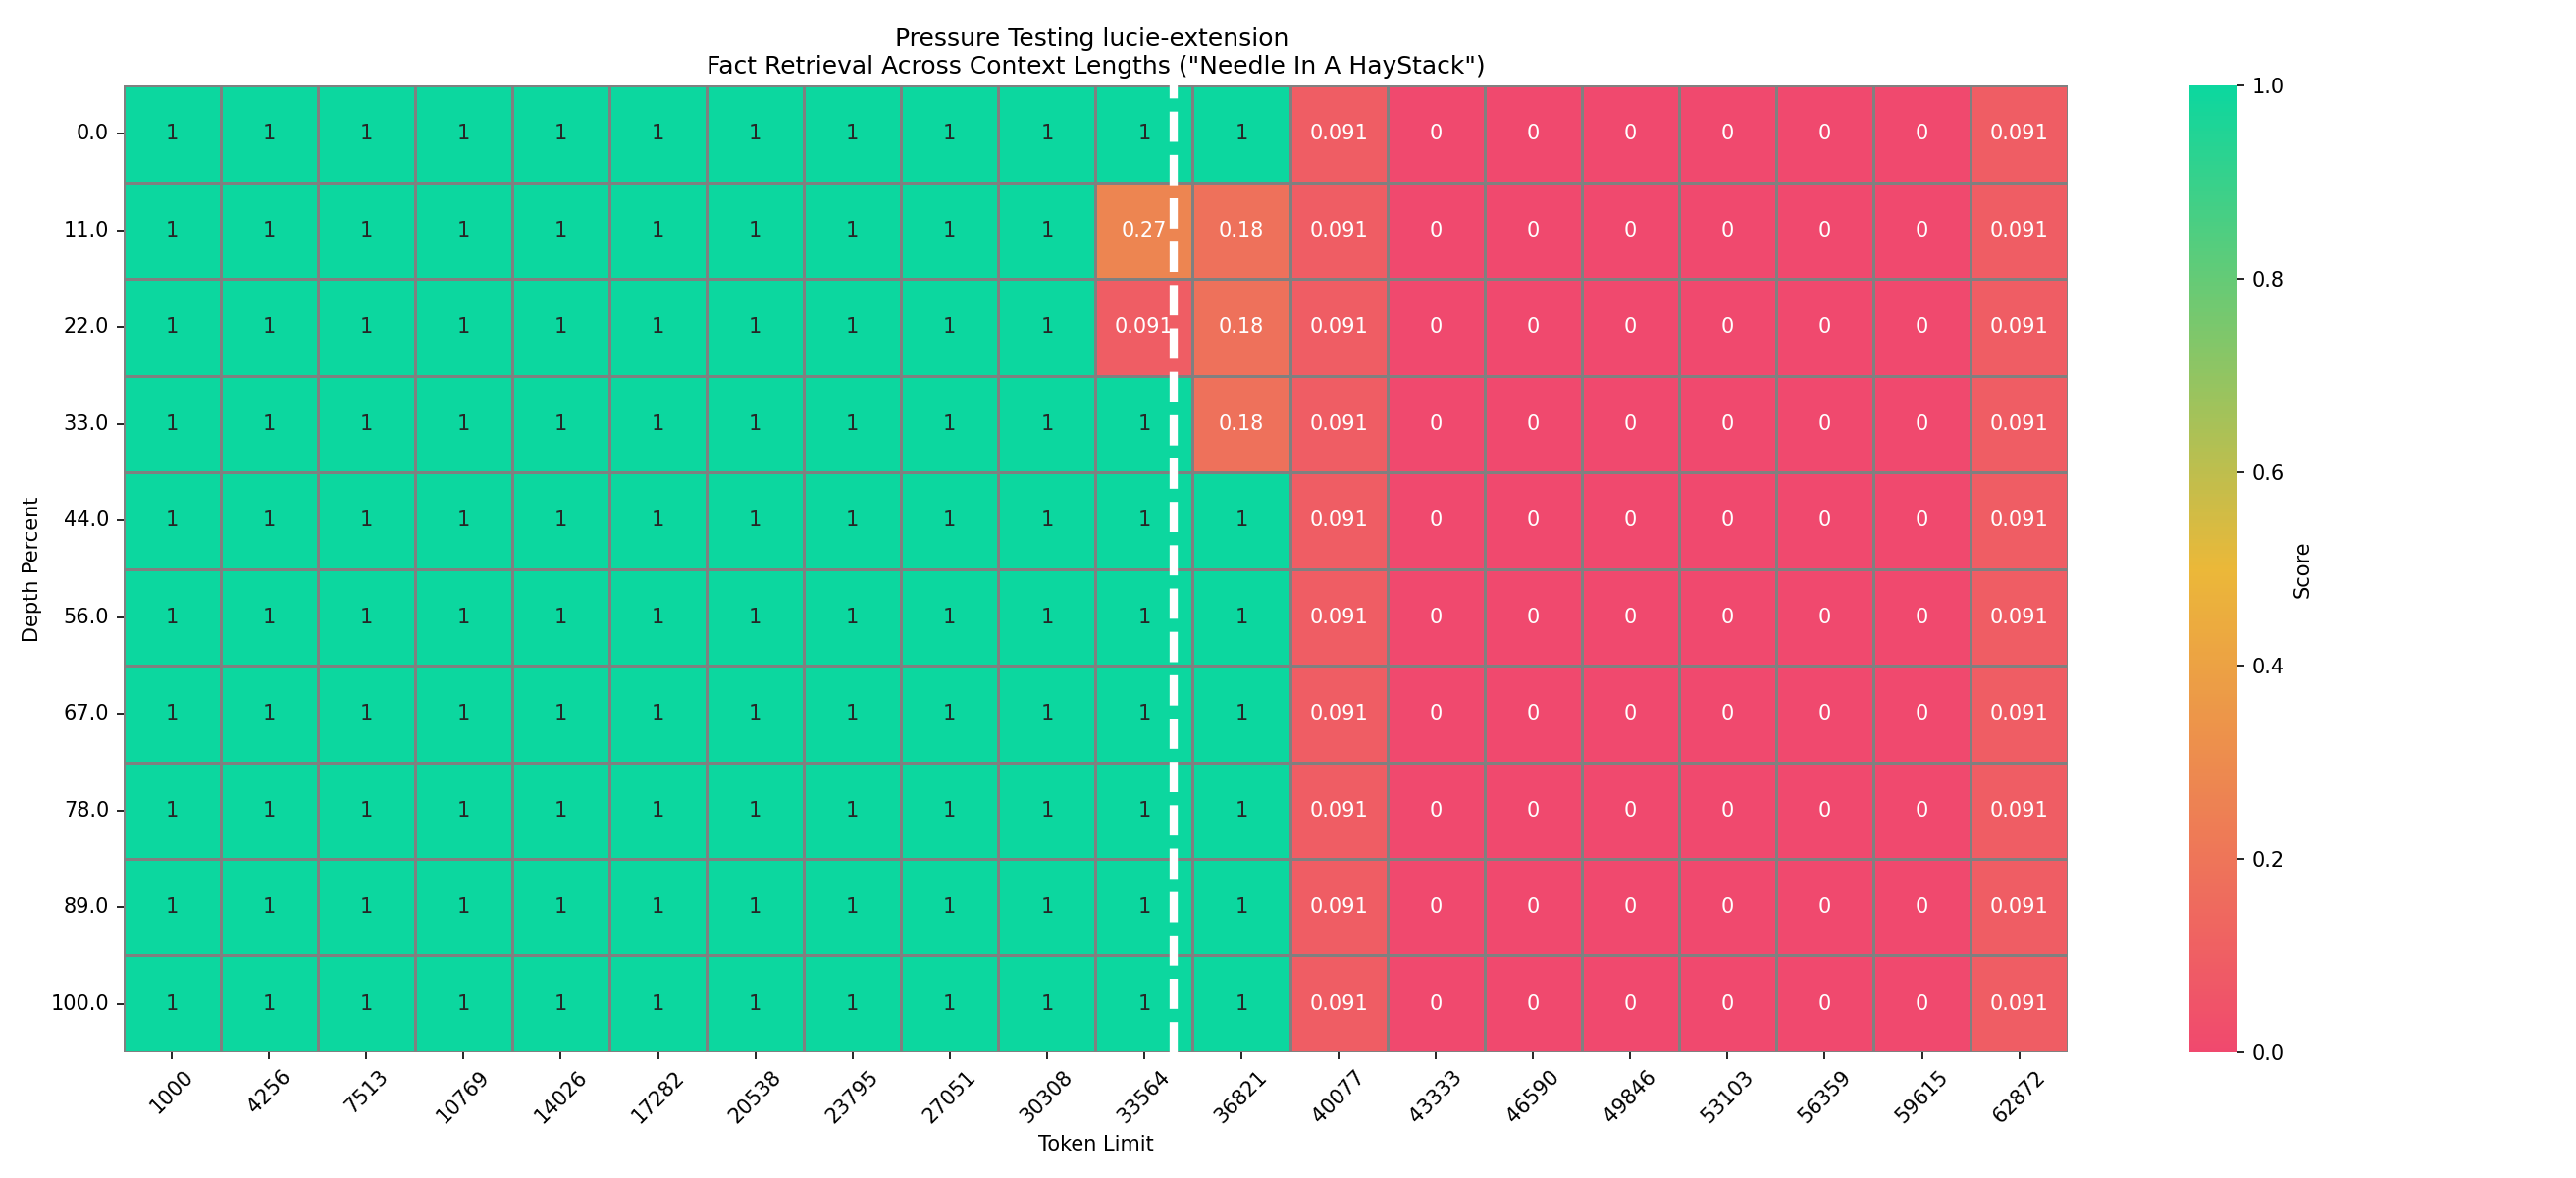 Pressure Testing lucie-extension
Fact Retrieval Across Context Lengths ("Needle In A HayStack")
0.0 1 1 1 1 1 1 1 1 1 1 1 1 0.091 0 0 0 0 0 0 0.091
11.0 1 1 1 1 1 1 1 1 1 1 0.27 0.18 0.091 0 0 0 0 0 0 0.091
22.0 1 1 1 1 1 1 1 1 1 1 0.091 0.18 0.091 0 0 0 0 0 0 0.091
33.0 1 1 1 1 1 1 1 1 1 1 1 0.18 0.091 0 0 0 0 0 0 0.091
44.0 1 1 1 1 1 1 1 1 1 1 1 1 0.091 0 0 0 0 0 0 0.091
56.0 1 1 1 1 1 1 1 1 1 1 1 1 0.091 0 0 0 0 0 0 0.091
67.0 1 1 1 1 1 1 1 1 1 1 1 1 0.091 0 0 0 0 0 0 0.091
78.0 1 1 1 1 1 1 1 1 1 1 1 1 0.091 0 0 0 0 0 0 0.091
89.0 1 1 1 1 1 1 1 1 1 1 1 1 0.091 0 0 0 0 0 0 0.091
100.0 1 1 1 1 1 1 1 1 1 1 1 1 0.091 0 0 0 0 0 0 0.091
Depth Percent
1000 4256 7513 10769 14026 17282 20538 23795 27051 30308 33564 36821 40077 43333 46590 49846 53103 56359 59615 62872
Token Limit
1.0
0.8
0.6
0.4
0.2
0.0
Score